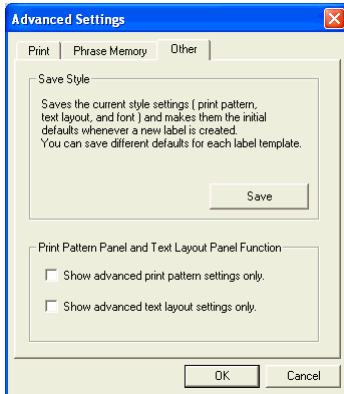 Advanced Settings
Print Phrase Memory Other
Save Style
Saves the current style settings ( print pattern,
text layout, and font ) and makes them the initial
defaults whenever a new label is created.
You can save different defaults for each label template.
Save
Print Pattern Panel and Text Layout Panel Function
Show advanced print pattern settings only.
Show advanced text layout settings only.
OK Cancel